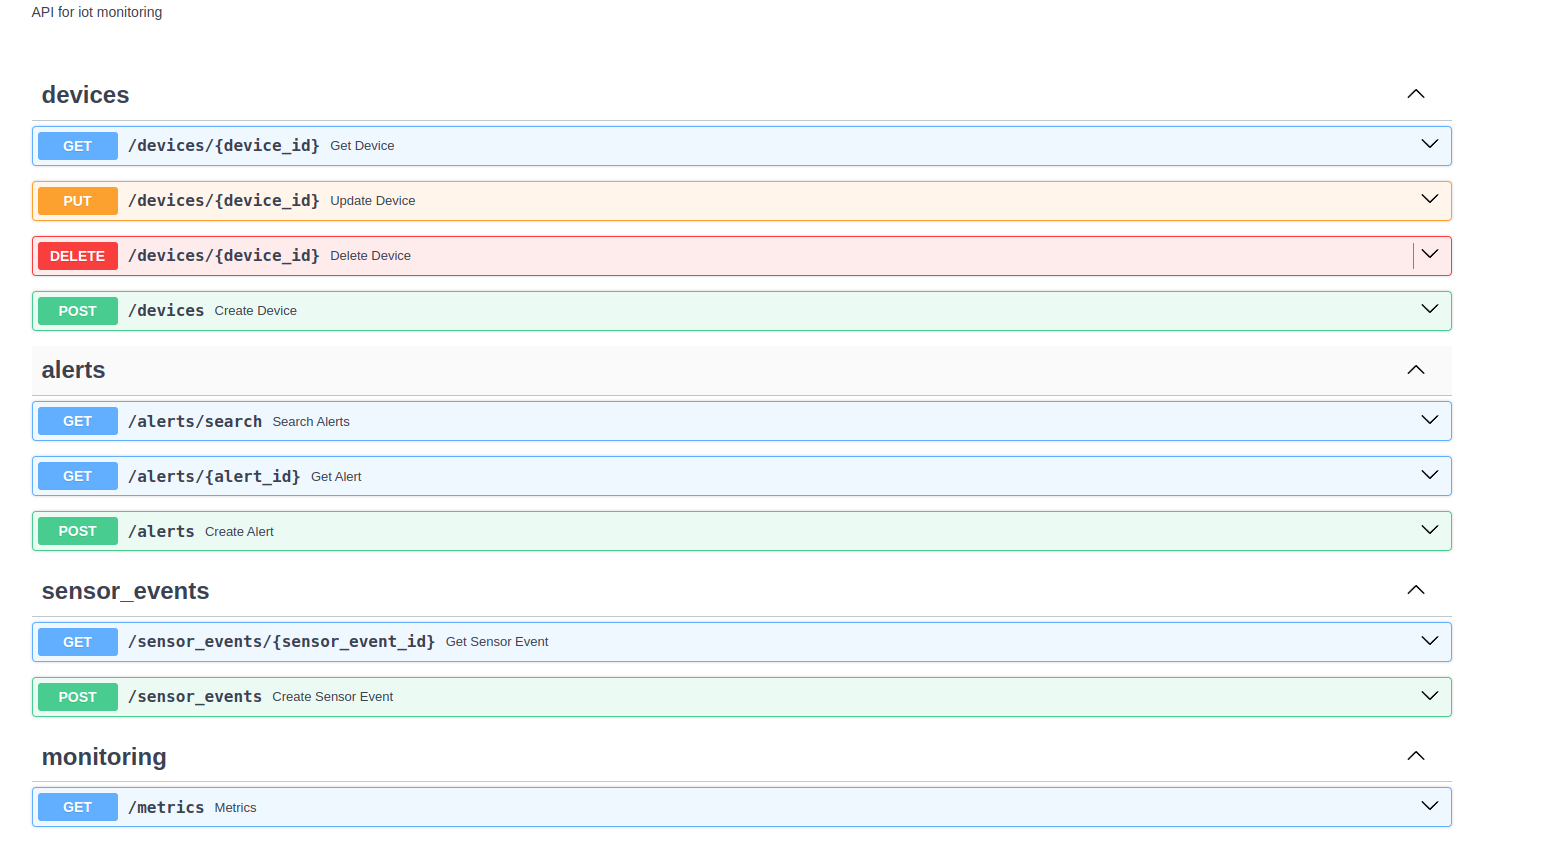 API for iot monitoring
devices
GET /devices/{device_id} Get Device
PUT /devices/{device_id} Update Device
DELETE /devices/{device_id} Delete Device
POST /devices Create Device
alerts
GET /alerts/search Search Alerts
GET /alerts/{alert_id} Get Alert
POST /alerts Create Alert
sensor_events
GET /sensor_events/{sensor_event_id} Get Sensor Event
POST /sensor_events Create Sensor Event
monitoring
GET /metrics Metrics